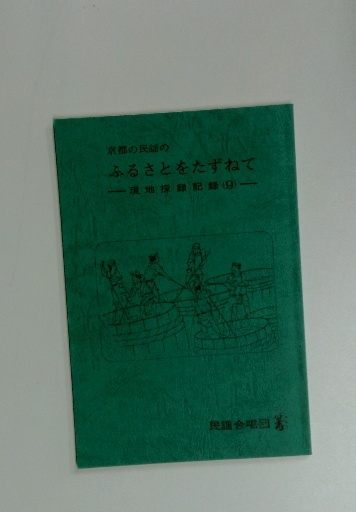 京都の民謡の
ふるさとをたずねて
―現地採録記録(9)―
民謡合唱団